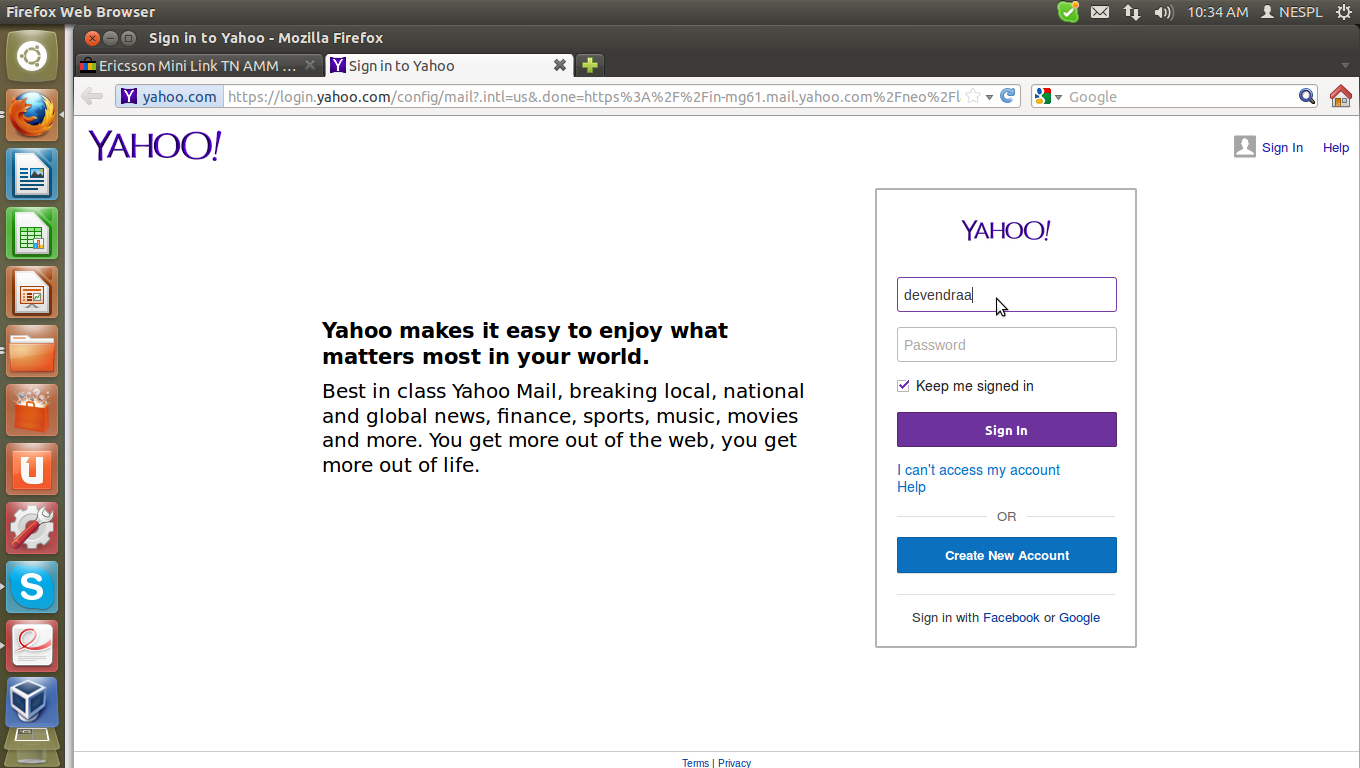 Firefox Web Browser
10:34 AM
NESPL
Sign in to Yahoo - Mozilla Firefox
Ericsson Mini Link TN AMM ...
Sign in to Yahoo
yahoo.com
https://login.yahoo.com/config/mail?.intl=us&.done=https%3A%2F%2Fin-mg61.mail.yahoo.com%2Fneo%2Fl
Google
YAHOO!
Sign In
Help
YAHOO!
devendraa
Password
Keep me signed in
Sign In
I can't access my account
Help
OR
Create New Account
Sign in with Facebook or Google
Yahoo makes it easy to enjoy what
matters most in your world.
Best in class Yahoo Mail, breaking local, national
and global news, finance, sports, music, movies
and more. You get more out of the web, you get
more out of life.
Terms | Privacy